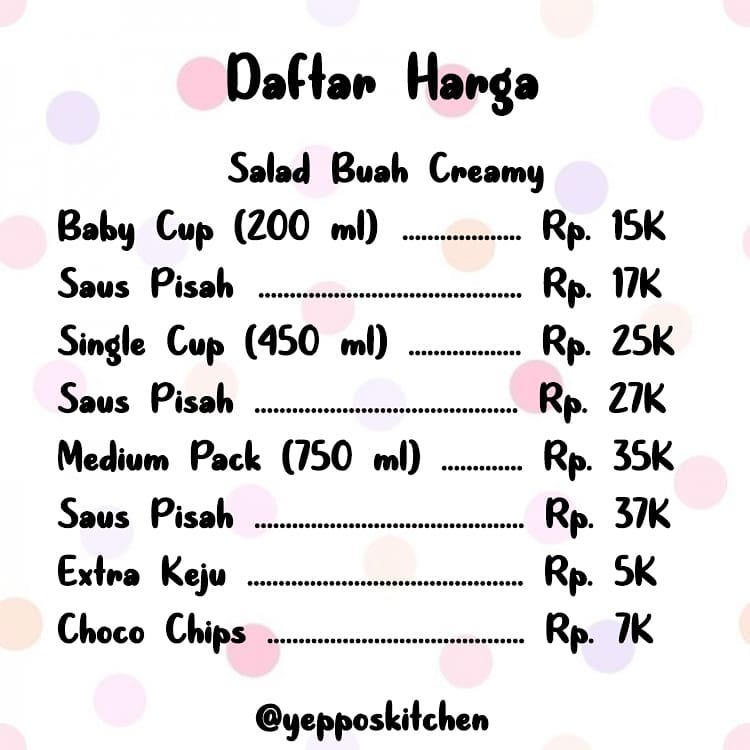 Daftar Harga
Salad Buah Creamy
Baby Cup (200 ml) ................... Rp. 15K
Saus Pisah .......................................... Rp. 17K
Single Cup (450 ml) .................. Rp. 25K
Saus Pisah .......................................... Rp. 27K
Medium Pack (750 ml) ............. Rp. 35K
Saus Pisah ........................................... Rp. 37K
Extra Keju ............................................ Rp. 5K
Choco Chips ......................................... Rp. 7K
@yepposkitchen